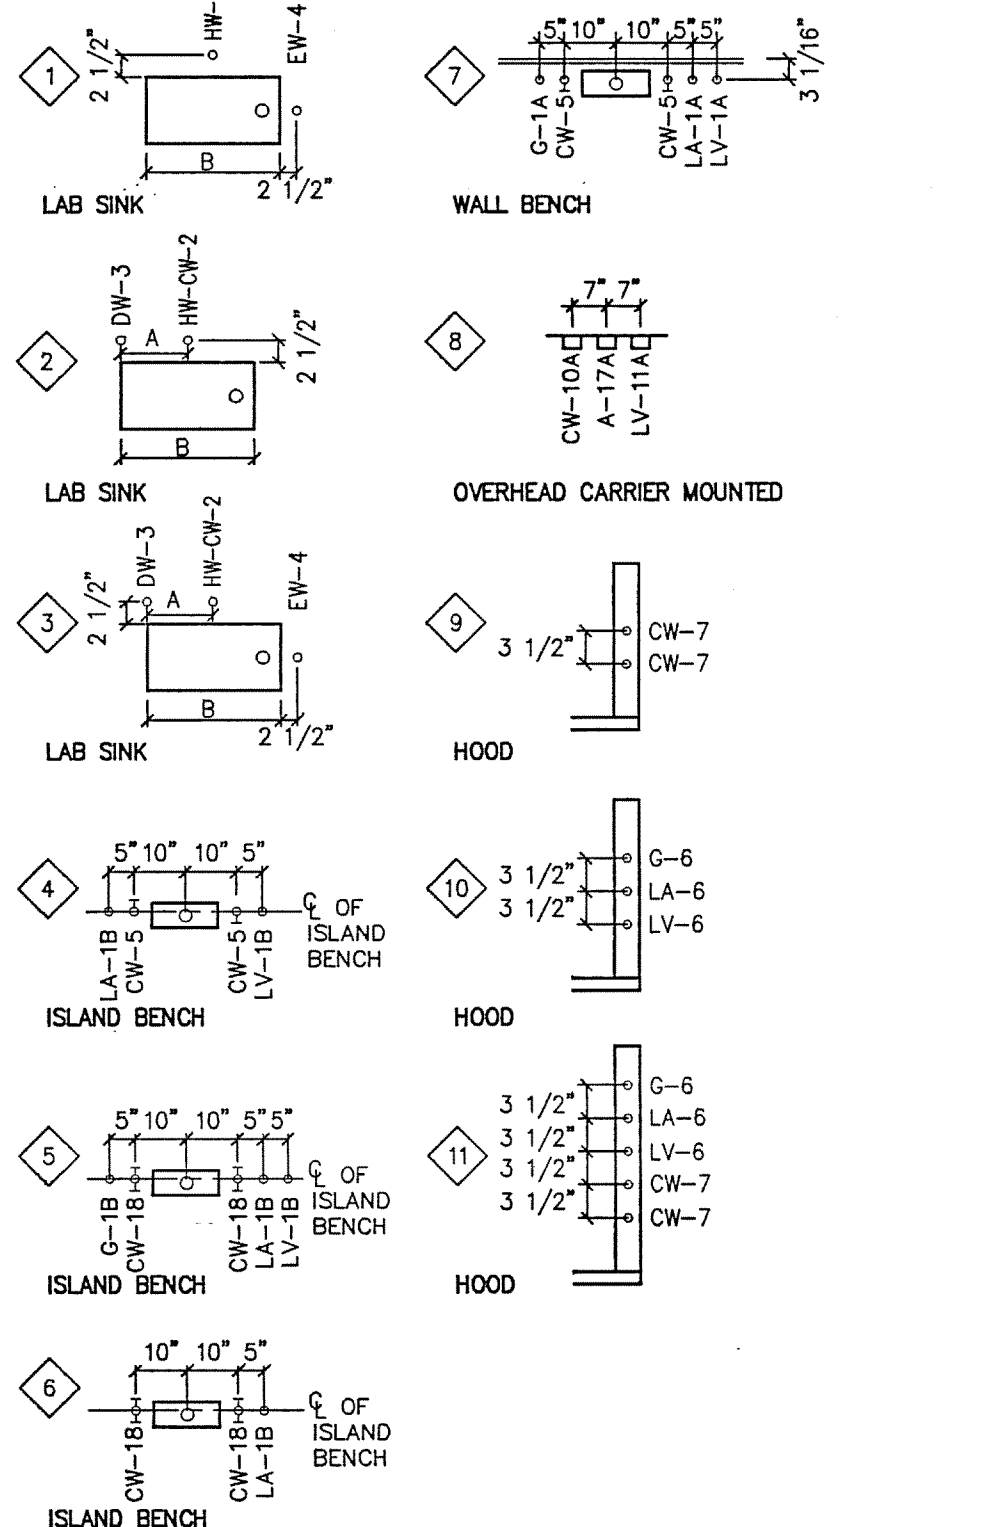 1
2 1/2"
HW-
EW-4
B
2 1/2"
LAB SINK
2
DW-3
HW-CW-2
A
2 1/2"
B
LAB SINK
3
2 1/2"
DW-3
A
HW-CW-2
EW-4
B
2 1/2"
LAB SINK
4
5" 10" 10" 5"
LA-1B
CW-5
CW-5
LV-1B
℄ OF
ISLAND
BENCH
ISLAND BENCH
5
5" 10" 10" 5" 5"
G-1B
CW-18
CW-18
LA-1B
LV-1B
℄ OF
ISLAND
BENCH
ISLAND BENCH
6
10" 10" 5"
CW-18
CW-18
LA-1B
℄ OF
ISLAND
BENCH
ISLAND BENCH
7
5" 10" 10" 5" 5"
3 1/16"
G-1A
CW-5
CW-5
LA-1A
LV-1A
WALL BENCH
8
7" 7"
CW-10A
A-17A
LV-11A
OVERHEAD CARRIER MOUNTED
9
3 1/2"
CW-7
CW-7
HOOD
10
3 1/2"
3 1/2"
G-6
LA-6
LV-6
HOOD
11
3 1/2"
3 1/2"
3 1/2"
3 1/2"
G-6
LA-6
LV-6
CW-7
CW-7
HOOD